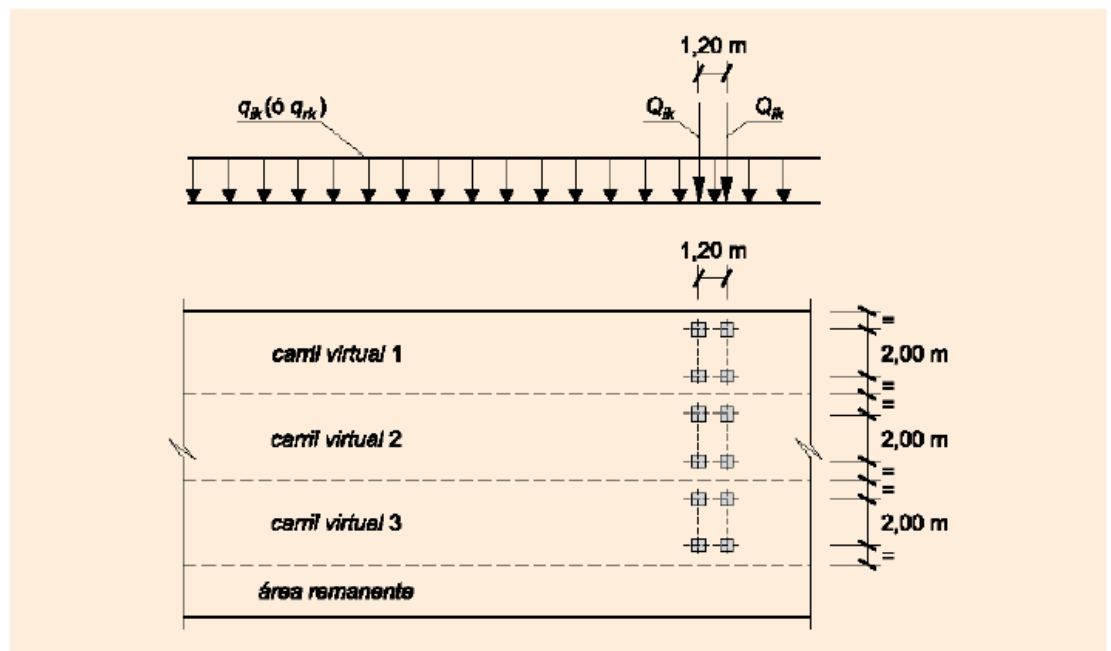 1,20 m
q_ik (ó q_rk)
Q_ik
Q_ik
1,20 m
=
carril virtual 1
2,00 m
=
=
carril virtual 2
2,00 m
=
=
carril virtual 3
2,00 m
=
área remanente